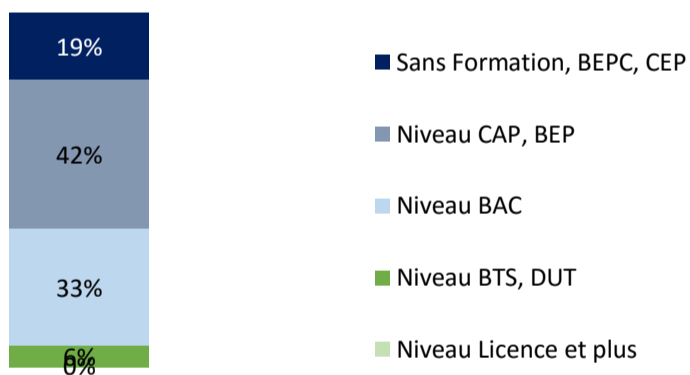 19%
42%
33%
6%
0%
Sans Formation, BEPC, CEP
Niveau CAP, BEP
Niveau BAC
Niveau BTS, DUT
Niveau Licence et plus